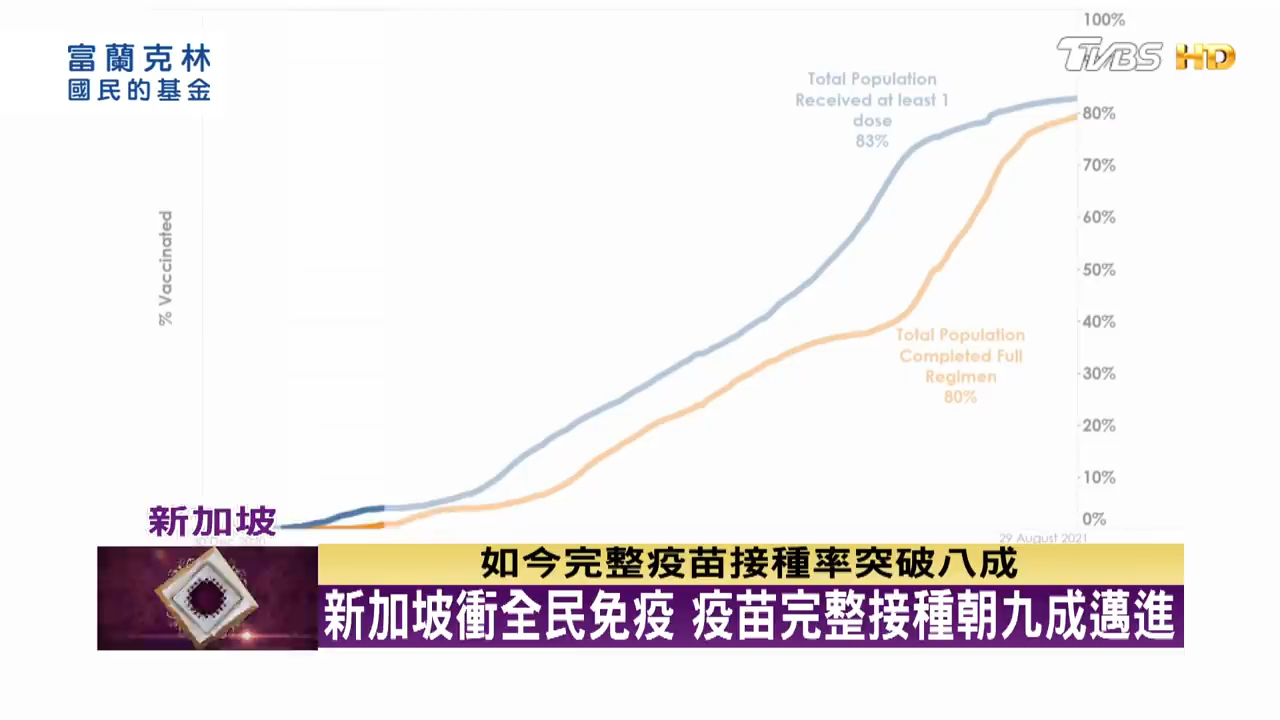 富蘭克林
國民的基金
TVBS HD
100%
Total Population
Received at least 1
dose
83%
80%
70%
60%
% Vaccinated
50%
40%
Total Population
Completed Full
Regimen
80%
30%
20%
10%
0%
新加坡
29 August 2021
如今完整疫苗接種率突破八成
新加坡衝全民免疫 疫苗完整接種朝九成邁進